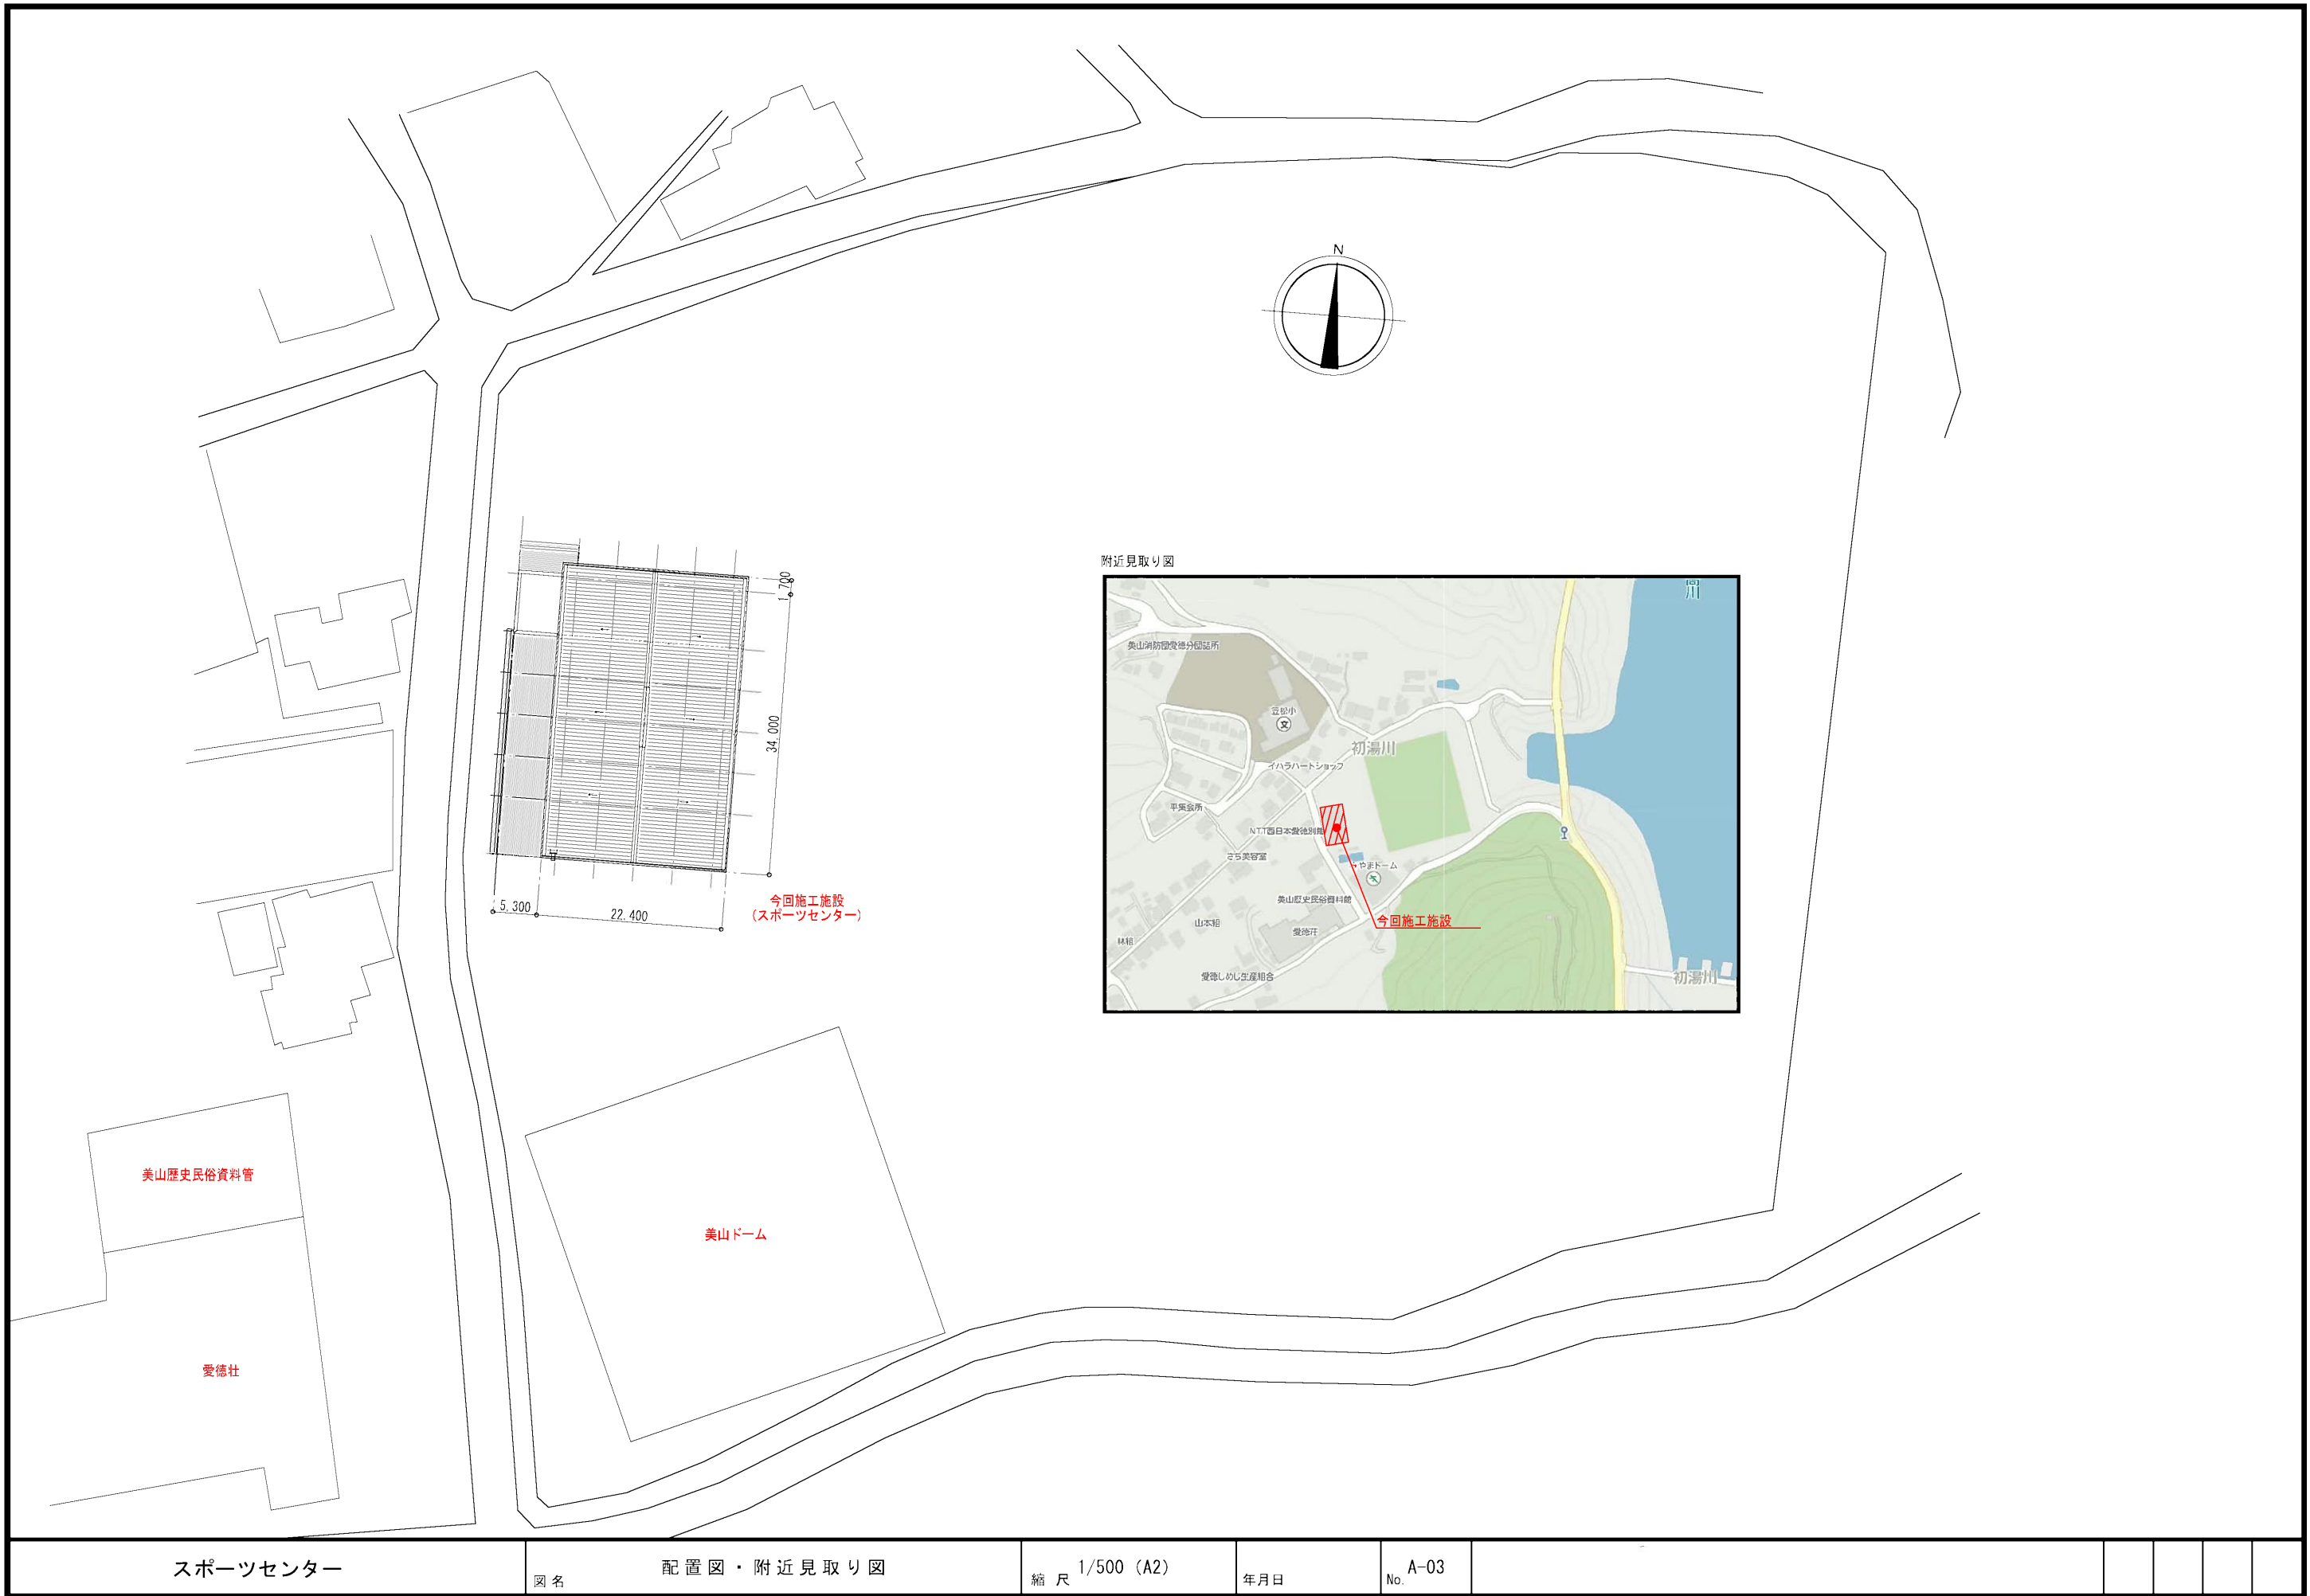 N
附近見取り図
美山消防団愛徳分団詰所
笠松小
文
初湯川
イハラハートショップ
平集会所
NTT西日本愛徳別館
さち美容室
やまドーム
美山歴史民俗資料館
今回施工施設
山本組
愛徳荘
林組
愛徳しめじ生産組合
初湯川
1,700
34,000
5,300
22,400
今回施工施設
(スポーツセンター)
美山歴史民俗資料管
美山ドーム
愛徳壮
スポーツセンター
図名
配置図・附近見取り図
縮 尺
1/500 (A2)
年月日
No.
A-03